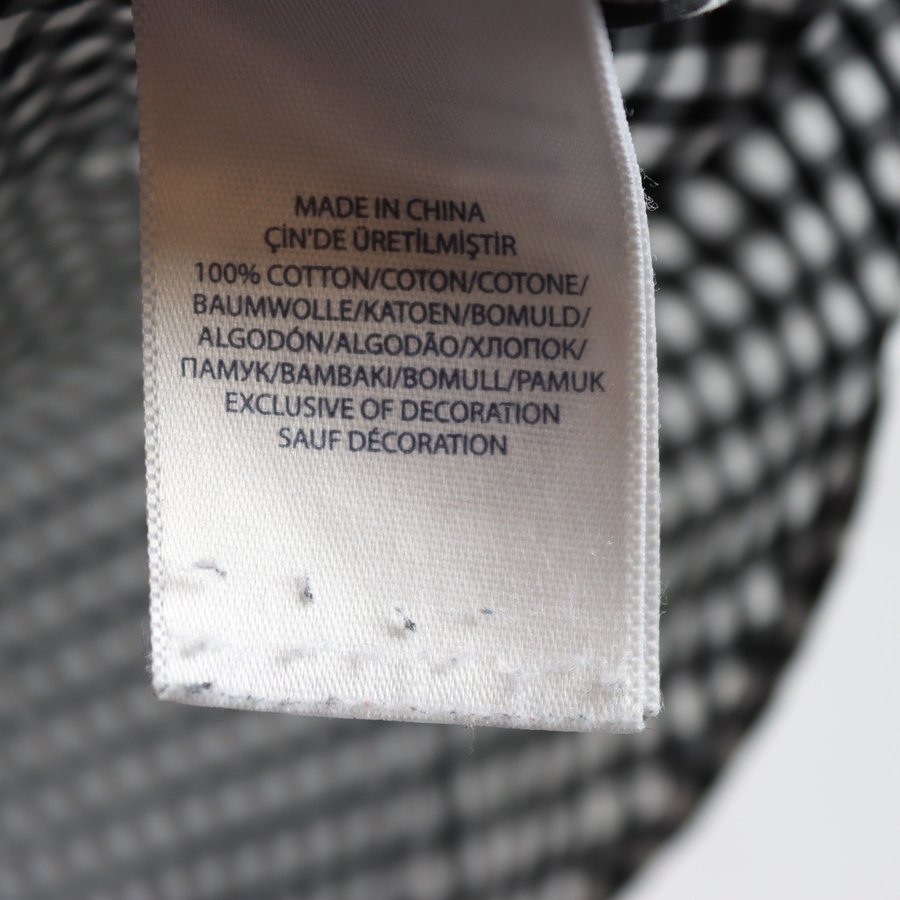 MADE IN CHINA
ÇİN'DE ÜRETİLMİŞTİR
100% COTTON/COTON/COTONE/
BAUMWOLLE/KATOEN/BOMULD/
ALGODÓN/ALGODÃO/ХЛОПОК/
ПАМУК/BAMBAKI/BOMULL/PAMUK
EXCLUSIVE OF DECORATION
SAUF DÉCORATION